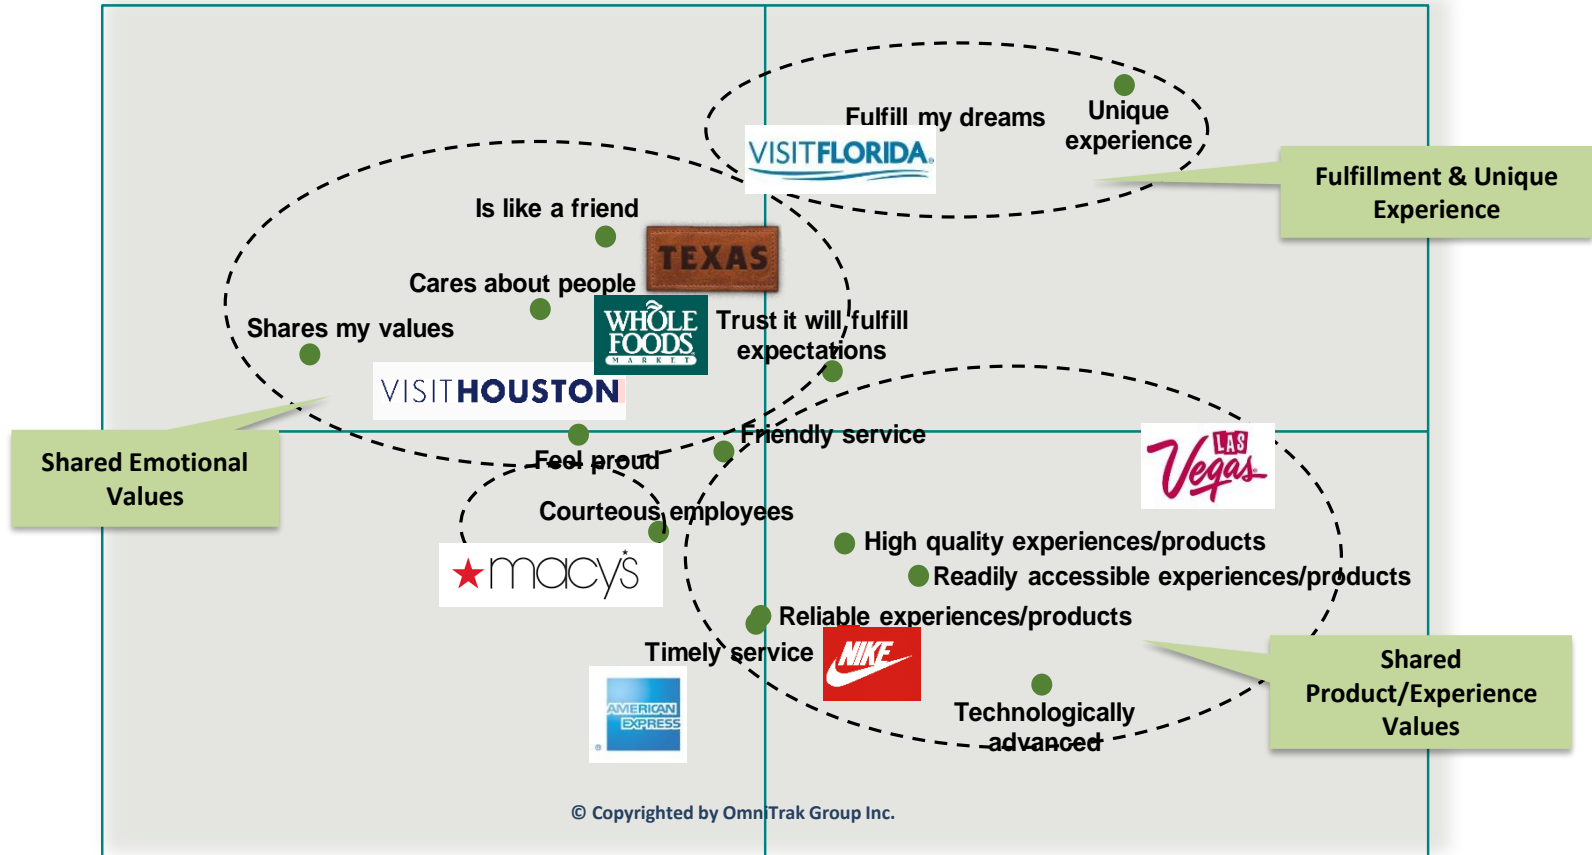 Fulfill my dreams
Unique
experience
VISITFLORIDA®
Fulfillment & Unique
Experience
Is like a friend
TEXAS
Cares about people
WHOLE
FOODS
MARKET
Trust it will fulfill
expectations
Shares my values
VISITHOUSTON
Shared Emotional
Values
Feel proud
Friendly service
LAS
Vegas
Courteous employees
macy's
High quality experiences/products
Readily accessible experiences/products
Reliable experiences/products
Timely service
NIKE
AMERICAN
EXPRESS
®
Technologically
advanced
Shared
Product/Experience
Values
© Copyrighted by OmniTrak Group Inc.